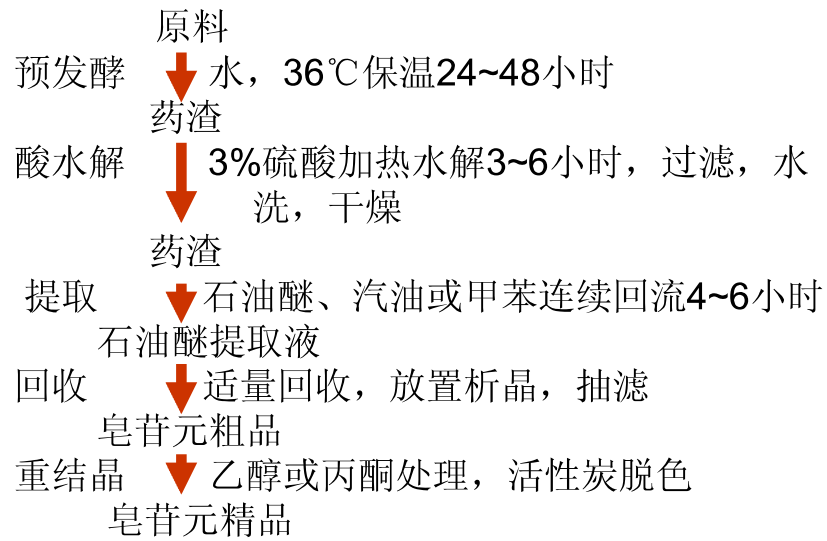 原料
预发酵 水，36℃保温24~48小时
药渣
酸水解 3%硫酸加热水解3~6小时，过滤，水
洗，干燥
药渣
提取 石油醚、汽油或甲苯连续回流4~6小时
石油醚提取液
回收 适量回收，放置析晶，抽滤
皂苷元粗品
重结晶 乙醇或丙酮处理，活性炭脱色
皂苷元精品